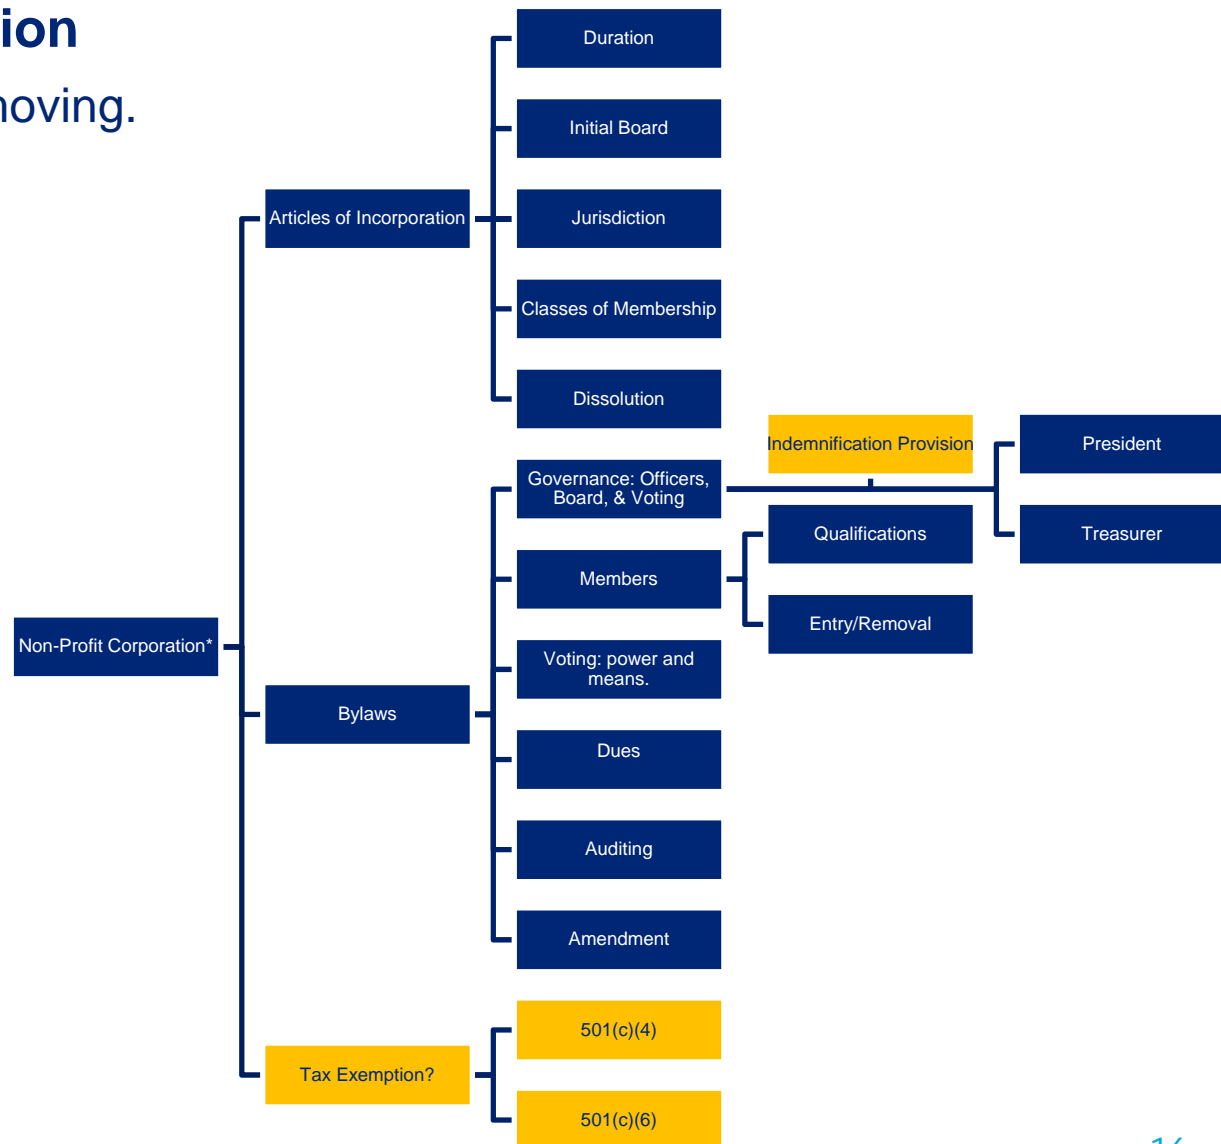 ion
noving.
Duration
Initial Board
Articles of Incorporation
Jurisdiction
Classes of Membership
Dissolution
Indemnification Provision
President
Governance: Officers,
Board, & Voting
Qualifications
Treasurer
Members
Entry/Removal
Non-Profit Corporation*
Voting: power and
means.
Bylaws
Dues
Auditing
Amendment
501(c)(4)
Tax Exemption?
501(c)(6)